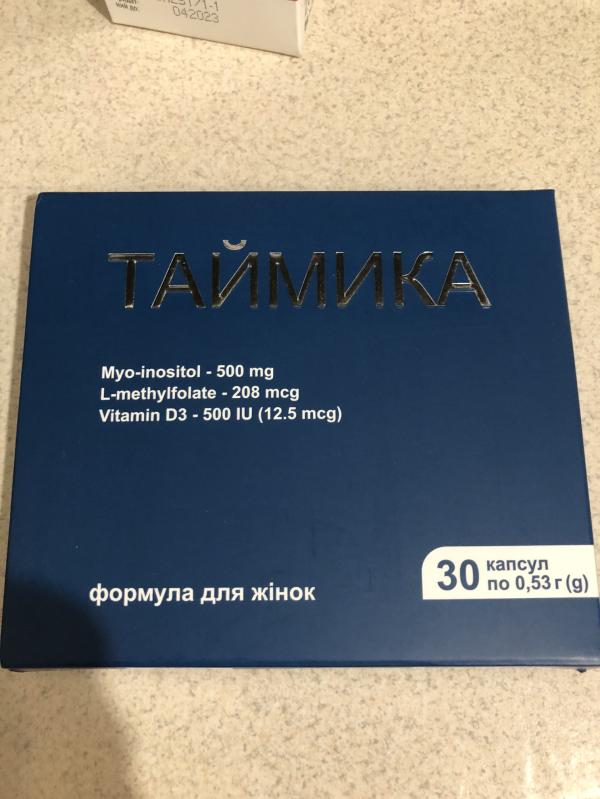 042023
ТАЙМИКА
Myo-inositol - 500 mg
L-methylfolate - 208 mcg
Vitamin D3 - 500 IU (12.5 mcg)
30 капсул
по 0,53 г (g)
формула для жінок